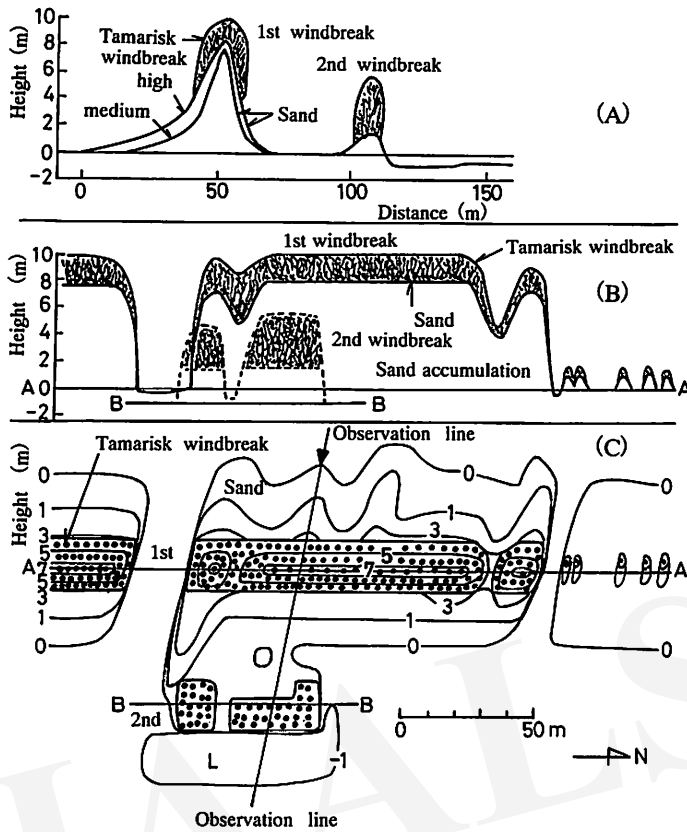 Height (m)
10
8
6
4
2
0
-2
Tamarisk windbreak
1st windbreak
2nd windbreak
high
medium
Sand
(A)
0
50
100
150
Distance (m)
Height (m)
10
8
6
4
2
A 0
-2
1st windbreak
Tamarisk windbreak
(B)
Sand
2nd windbreak
Sand accumulation
A
B
B
Height (m)
Tamarisk windbreak
Observation line
(C)
Sand
0
0
0
1
1
3
3
5
5
A 7
1st
7
A
5
3
3
1
1
0
0
0
0
B
B
2nd
0 50 m
L
-1
N
Observation line
WALS